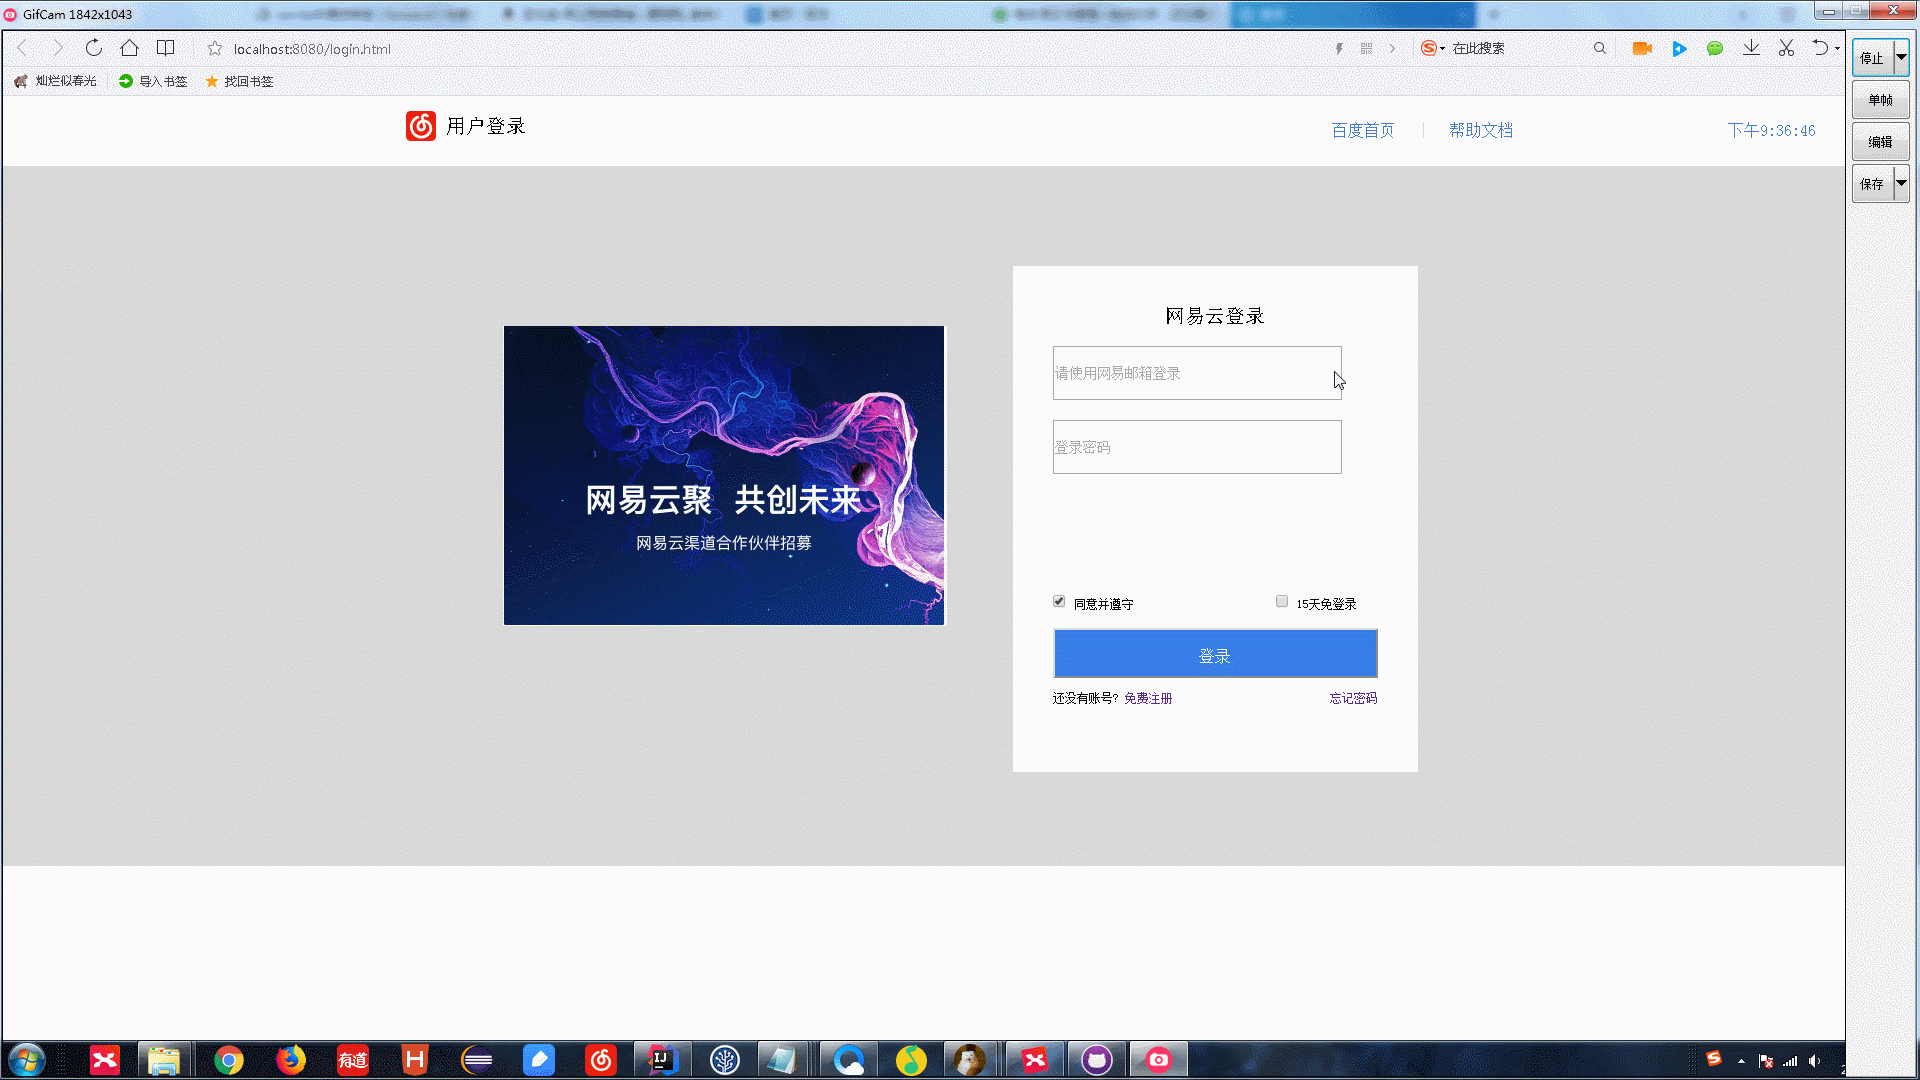 GifCam 1842x1043
localhost:8080/login.html
在此搜索
停止
灿烂似春光
导入书签
找回书签
单帧
用户登录
百度首页
帮助文档
下午9:36:46
编辑
保存
网易云登录
请使用网易邮箱登录
登录密码
网易云聚 共创未来
网易云渠道合作伙伴招募
同意并遵守
15天免登录
登录
还没有账号? 免费注册
忘记密码
有道
H
IJ